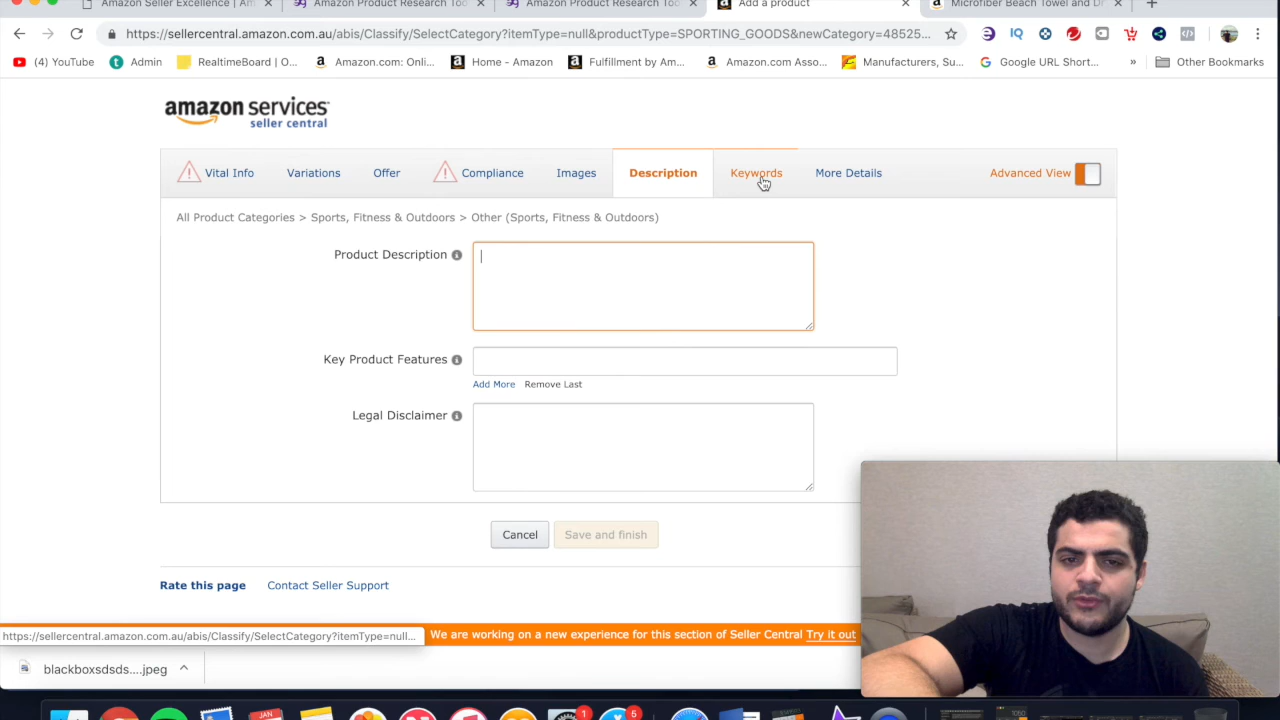 Amazon Seller Excellence | Am
Amazon Product Research Too
Amazon Product Research Too
Add a product
Microfiber Beach Towel and Dr
https://sellercentral.amazon.com.au/abis/Classify/SelectCategory?itemType=null&productType=SPORTING_GOODS&newCategory=48525...
(4) YouTube
Admin
RealtimeBoard | O...
Amazon.com: Onli...
Home - Amazon
Fulfillment by Am...
Amazon.com Asso...
Manufacturers, Su...
Google URL Short...
»
Other Bookmarks
amazon services
seller central
Vital Info
Variations
Offer
Compliance
Images
Description
Keywords
More Details
Advanced View
All Product Categories > Sports, Fitness & Outdoors > Other (Sports, Fitness & Outdoors)
Product Description
Key Product Features
Add More Remove Last
Legal Disclaimer
Cancel
Save and finish
Rate this page
Contact Seller Support
https://sellercentral.amazon.com.au/abis/Classify/SelectCategory?itemType=null...
We are working on a new experience for this section of Seller Central Try it out
blackboxsdsds....jpeg
JAN
1
5